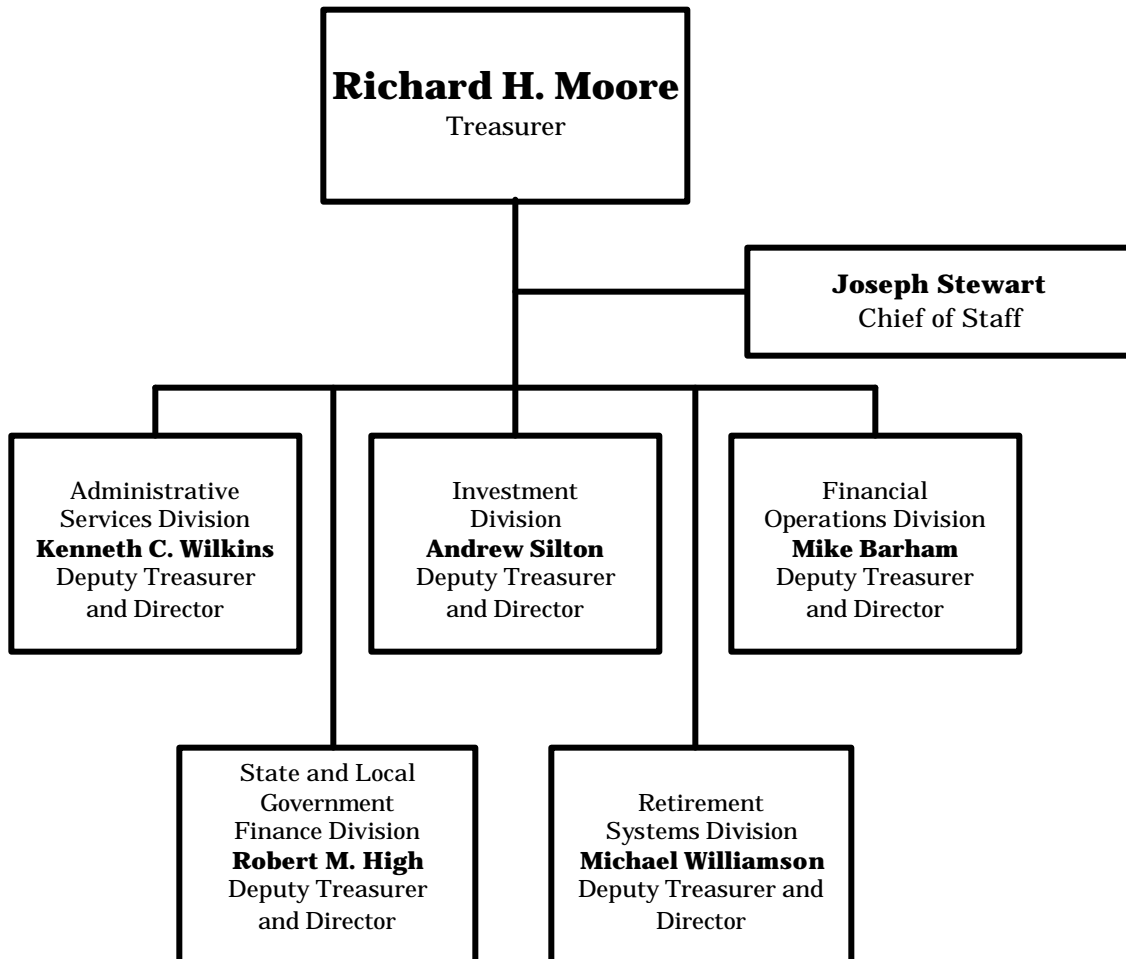 Richard H. Moore
Treasurer
Joseph Stewart
Chief of Staff
Administrative
Services Division
Kenneth C. Wilkins
Deputy Treasurer
and Director
Investment
Division
Andrew Silton
Deputy Treasurer
and Director
Financial
Operations Division
Mike Barham
Deputy Treasurer
and Director
State and Local
Government
Finance Division
Robert M. High
Deputy Treasurer
and Director
Retirement
Systems Division
Michael Williamson
Deputy Treasurer and
Director